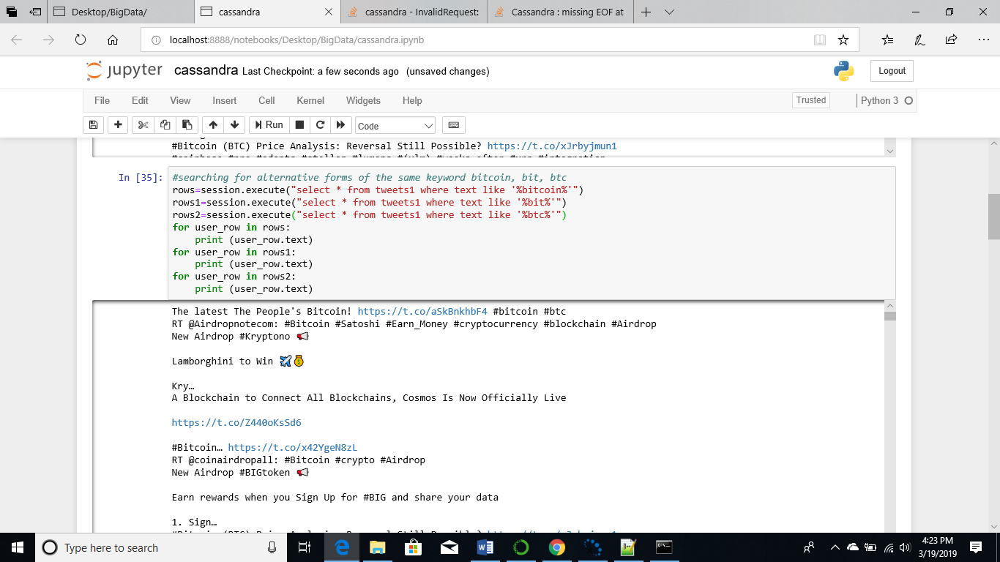 Desktop/BigData/
cassandra
cassandra - InvalidRequest:
Cassandra : missing EOF at
localhost:8888/notebooks/Desktop/BigData/cassandra.ipynb
jupyter cassandra Last Checkpoint: a few seconds ago (unsaved changes)
Logout
File Edit View Insert Cell Kernel Widgets Help
Trusted
Python 3
Run
Code
#Bitcoin (BTC) Price Analysis: Reversal Still Possible? https://t.co/xJrbyjmun1
In [35]:
#searching for alternative forms of the same keyword bitcoin, bit, btc
rows=session.execute("select * from tweets1 where text like '%bitcoin%'")
rows1=session.execute("select * from tweets1 where text like '%bit%'")
rows2=session.execute("select * from tweets1 where text like '%btc%'")
for user_row in rows:
    print (user_row.text)
for user_row in rows1:
    print (user_row.text)
for user_row in rows2:
    print (user_row.text)
The latest The People's Bitcoin! https://t.co/aSkBnkhbF4 #bitcoin #btc
RT @Airdropnotecom: #Bitcoin #Satoshi #Earn_Money #cryptocurrency #blockchain #Airdrop
New Airdrop #Kryptono 📢
Lamborghini to Win ✈💰
Kry…
A Blockchain to Connect All Blockchains, Cosmos Is Now Officially Live
https://t.co/Z440oKsSd6
#Bitcoin… https://t.co/x42YgeN8zL
RT @coinairdropall: #Bitcoin #crypto #Airdrop
New Airdrop #BIGtoken 📢
Earn rewards when you Sign Up for #BIG and share your data
1. Sign…
Type here to search
4:23 PM
3/19/2019